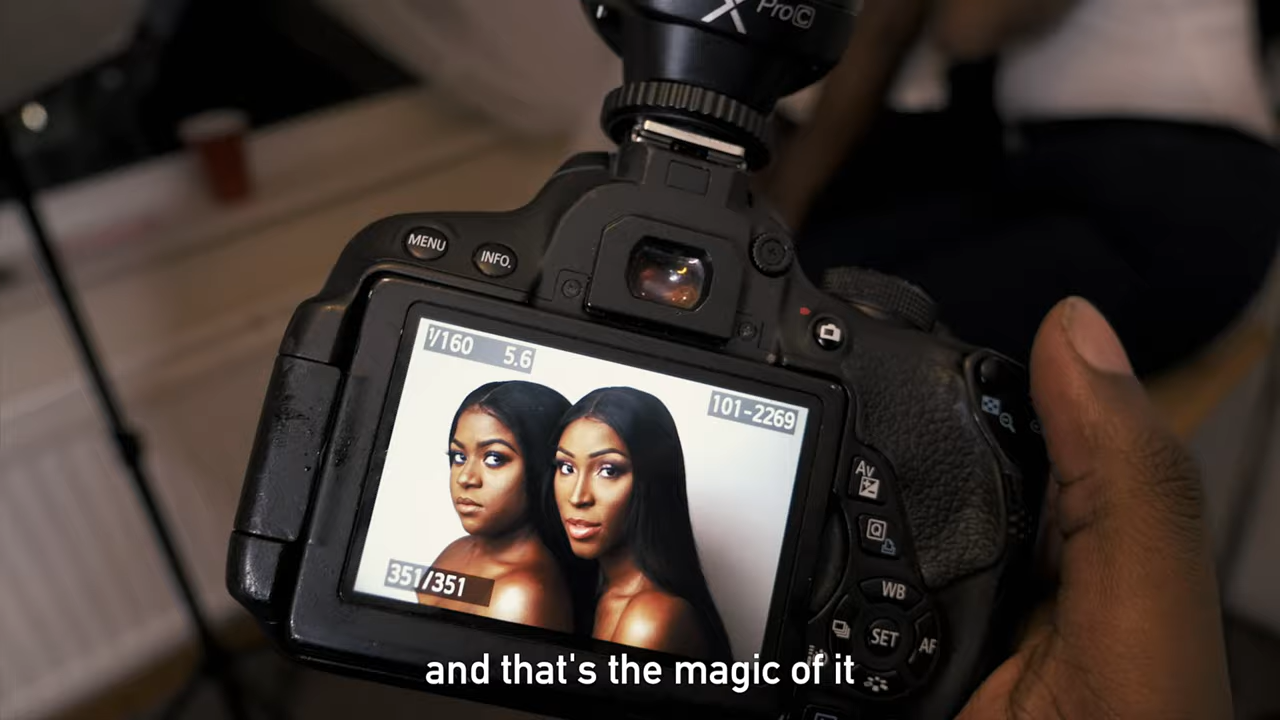 X Pro C
MENU
INFO.
1/160 5.6
101-2269
351/351
Av
Q
WB
SET
AF
and that's the magic of it